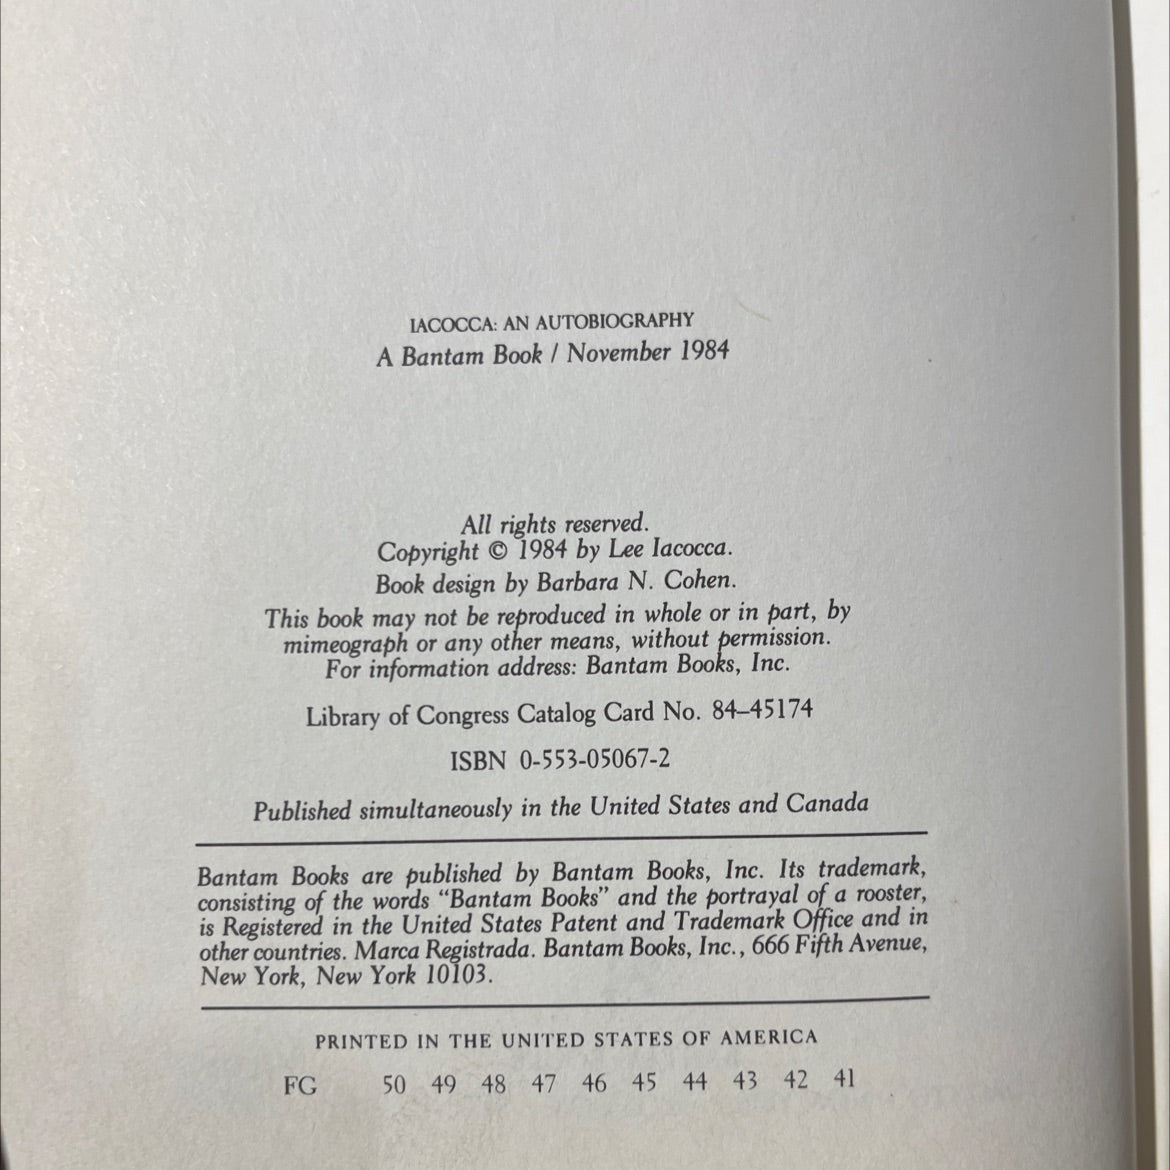 IACOCCA: AN AUTOBIOGRAPHY
A Bantam Book / November 1984
All rights reserved.
Copyright © 1984 by Lee Iacocca.
Book design by Barbara N. Cohen.
This book may not be reproduced in whole or in part, by
mimeograph or any other means, without permission.
For information address: Bantam Books, Inc.
Library of Congress Catalog Card No. 84–45174
ISBN 0-553-05067-2
Published simultaneously in the United States and Canada
Bantam Books are published by Bantam Books, Inc. Its trademark,
consisting of the words “Bantam Books” and the portrayal of a rooster,
is Registered in the United States Patent and Trademark Office and in
other countries. Marca Registrada. Bantam Books, Inc., 666 Fifth Avenue,
New York, New York 10103.
PRINTED IN THE UNITED STATES OF AMERICA
FG 50 49 48 47 46 45 44 43 42 41